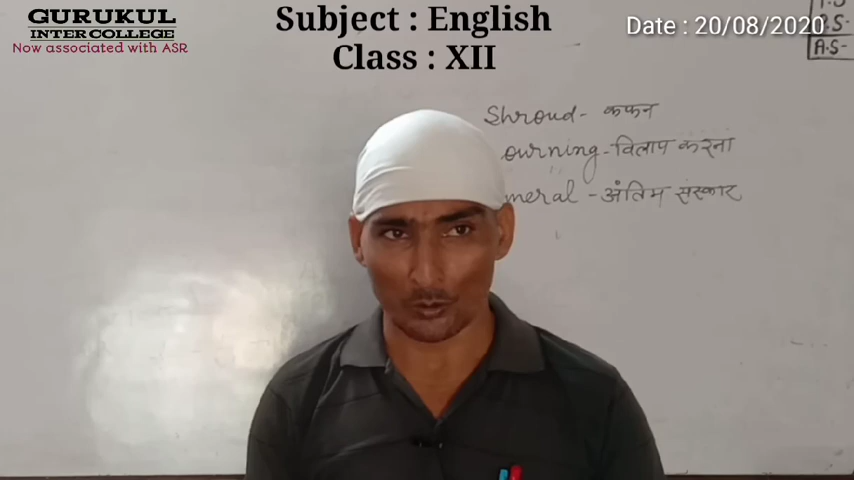 GURUKUL
INTER COLLEGE
Now associated with ASR
Subject : English
Class : XII
Date : 20/08/2020
A.S-
Shroud - कफन
ourning - विलाप करना
meral - अंतिम संस्कार